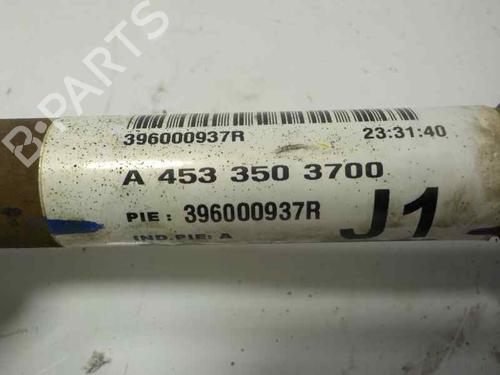 B-PARTS
396000937R 23:31:40
A 453 350 3700
PIE : 396000937R
J1
IND.PIE: A